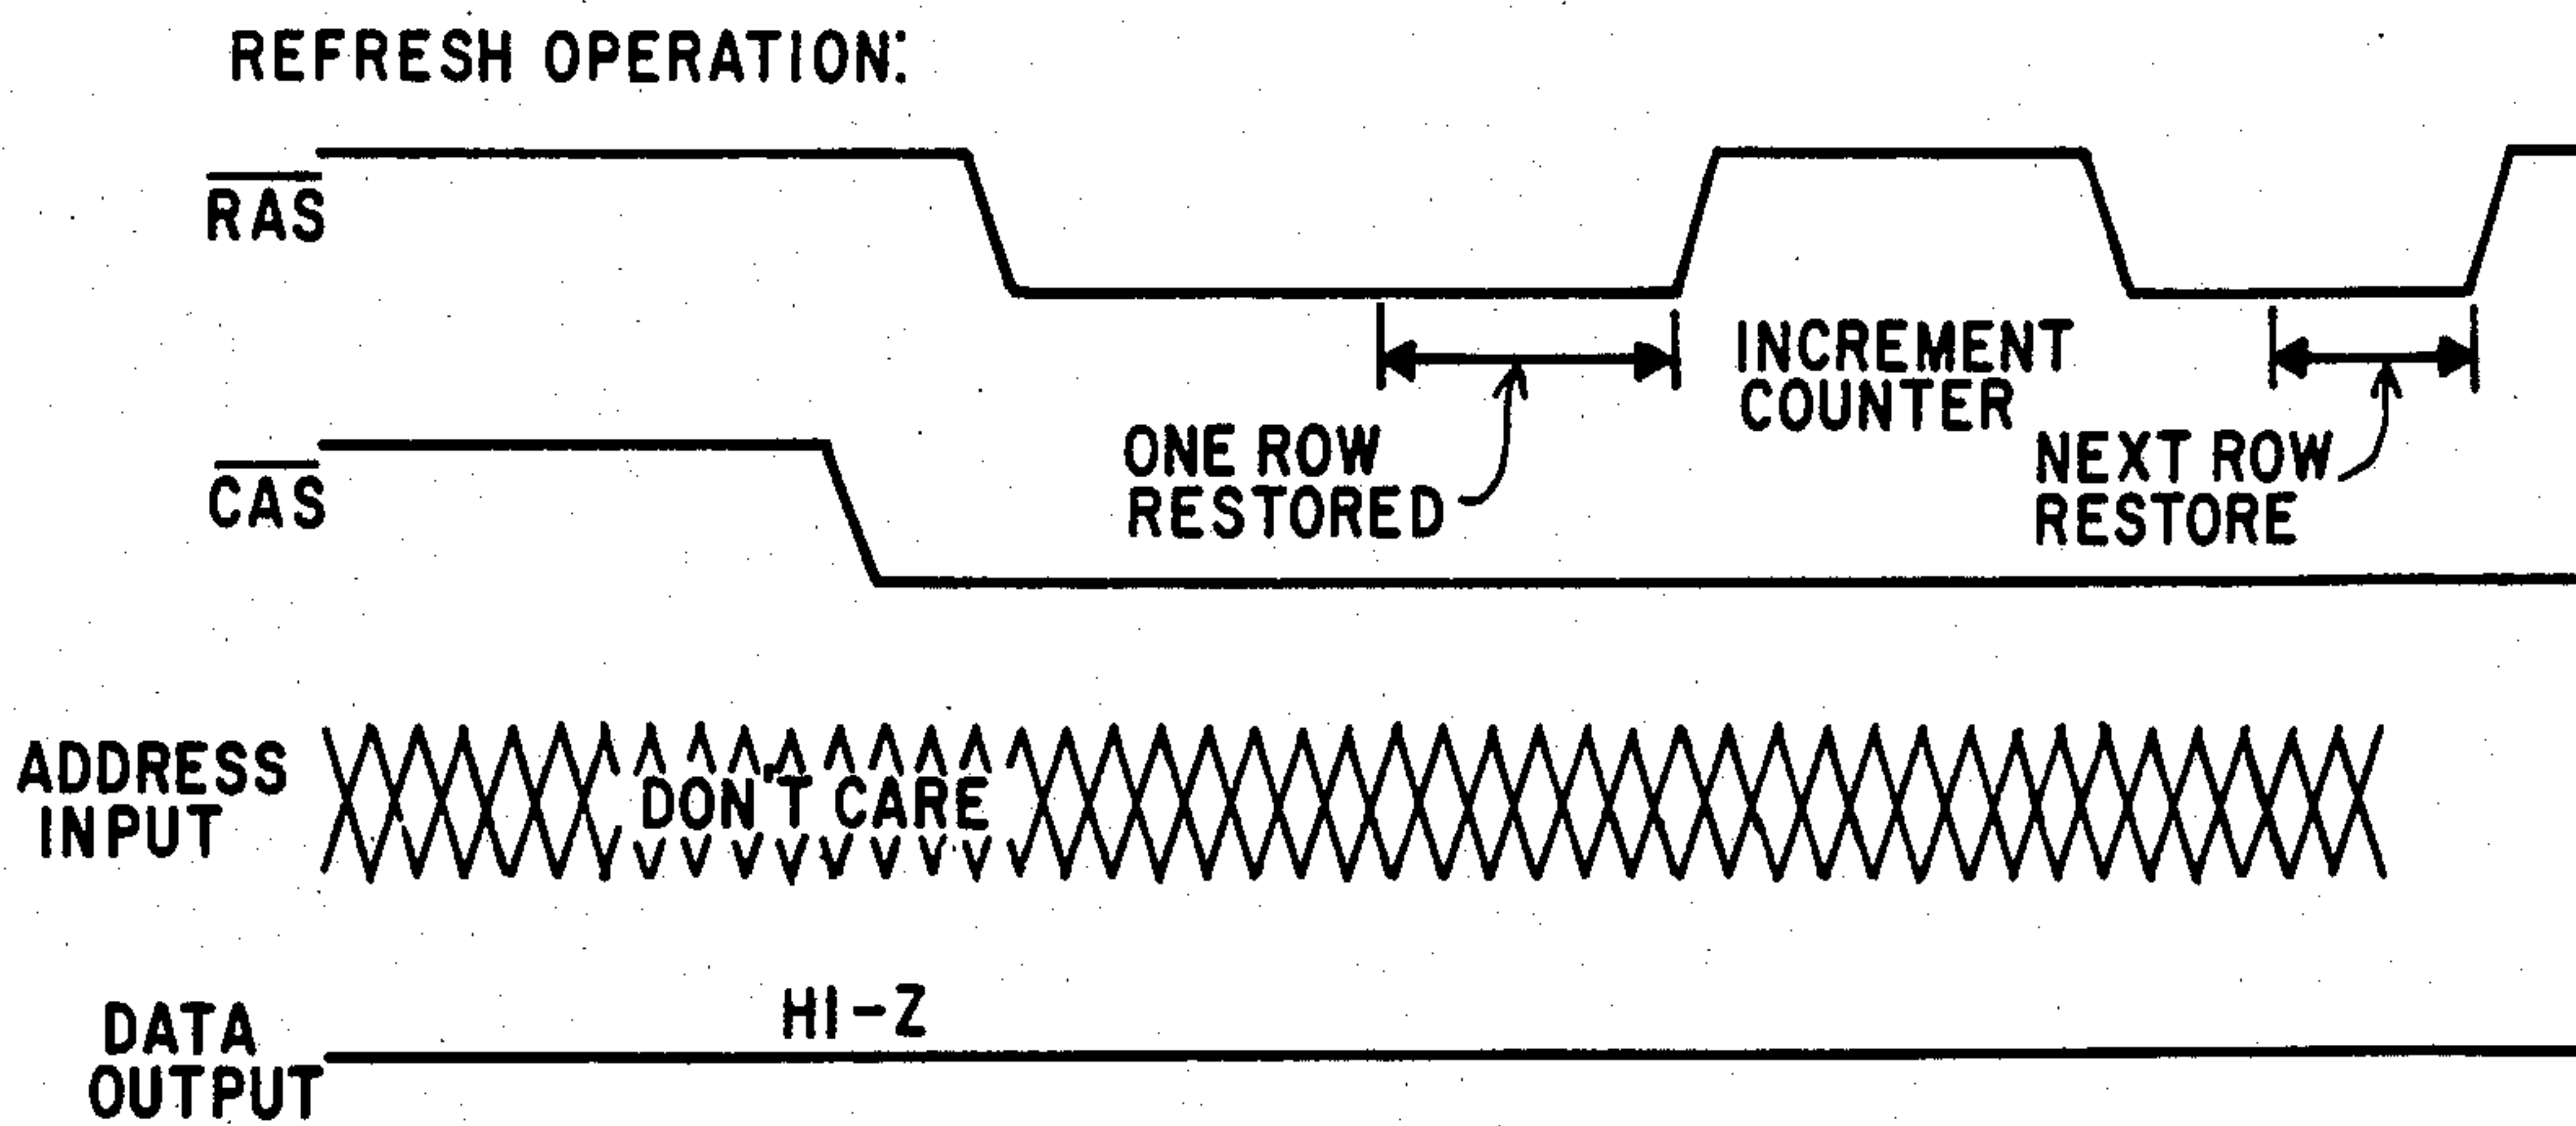 REFRESH OPERATION:
RAS
INCREMENT
COUNTER
ONE ROW
RESTORED
NEXT ROW
RESTORE
CAS
ADDRESS
INPUT
DON'T CARE
HI-Z
DATA
OUTPUT